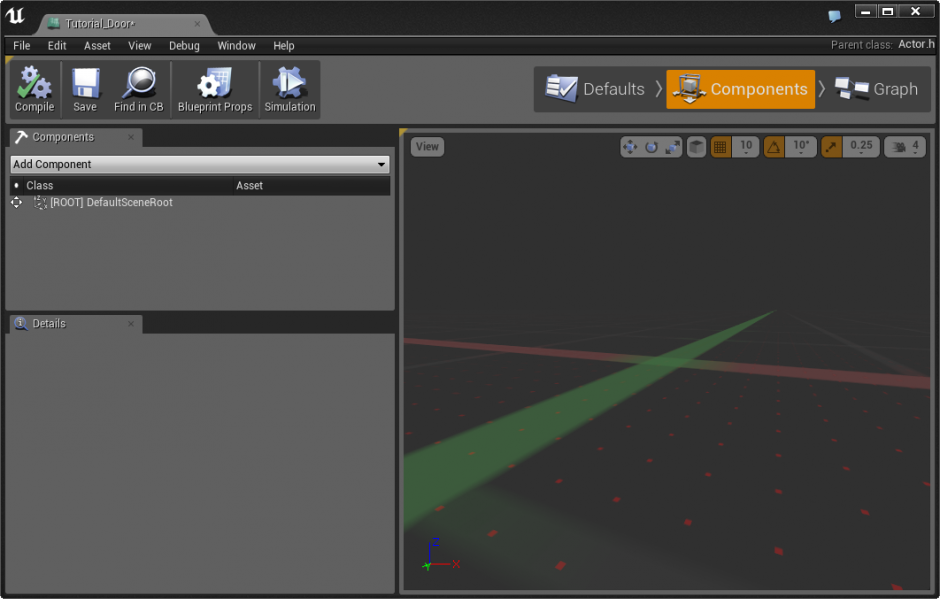 Tutorial_Door*
File Edit Asset View Debug Window Help
Parent class: Actor.h
Compile Save Find in CB Blueprint Props Simulation
Defaults Components Graph
Components
Add Component
Class Asset
[ROOT] DefaultSceneRoot
Details
View
10 10° 0.25 4
Z
X
Y